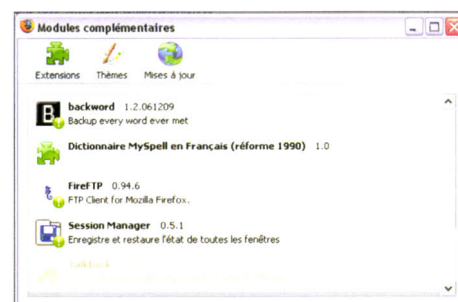 Modules complémentaires
Extensions Thèmes Mises à jour
backword 1.2.061209
Backup every word ever met
Dictionnaire MySpell en Français (réforme 1990) 1.0
FireFTP 0.94.6
FTP Client for Mozilla Firefox.
Session Manager 0.5.1
Enregistre et restaure l'état de toutes les fenêtres